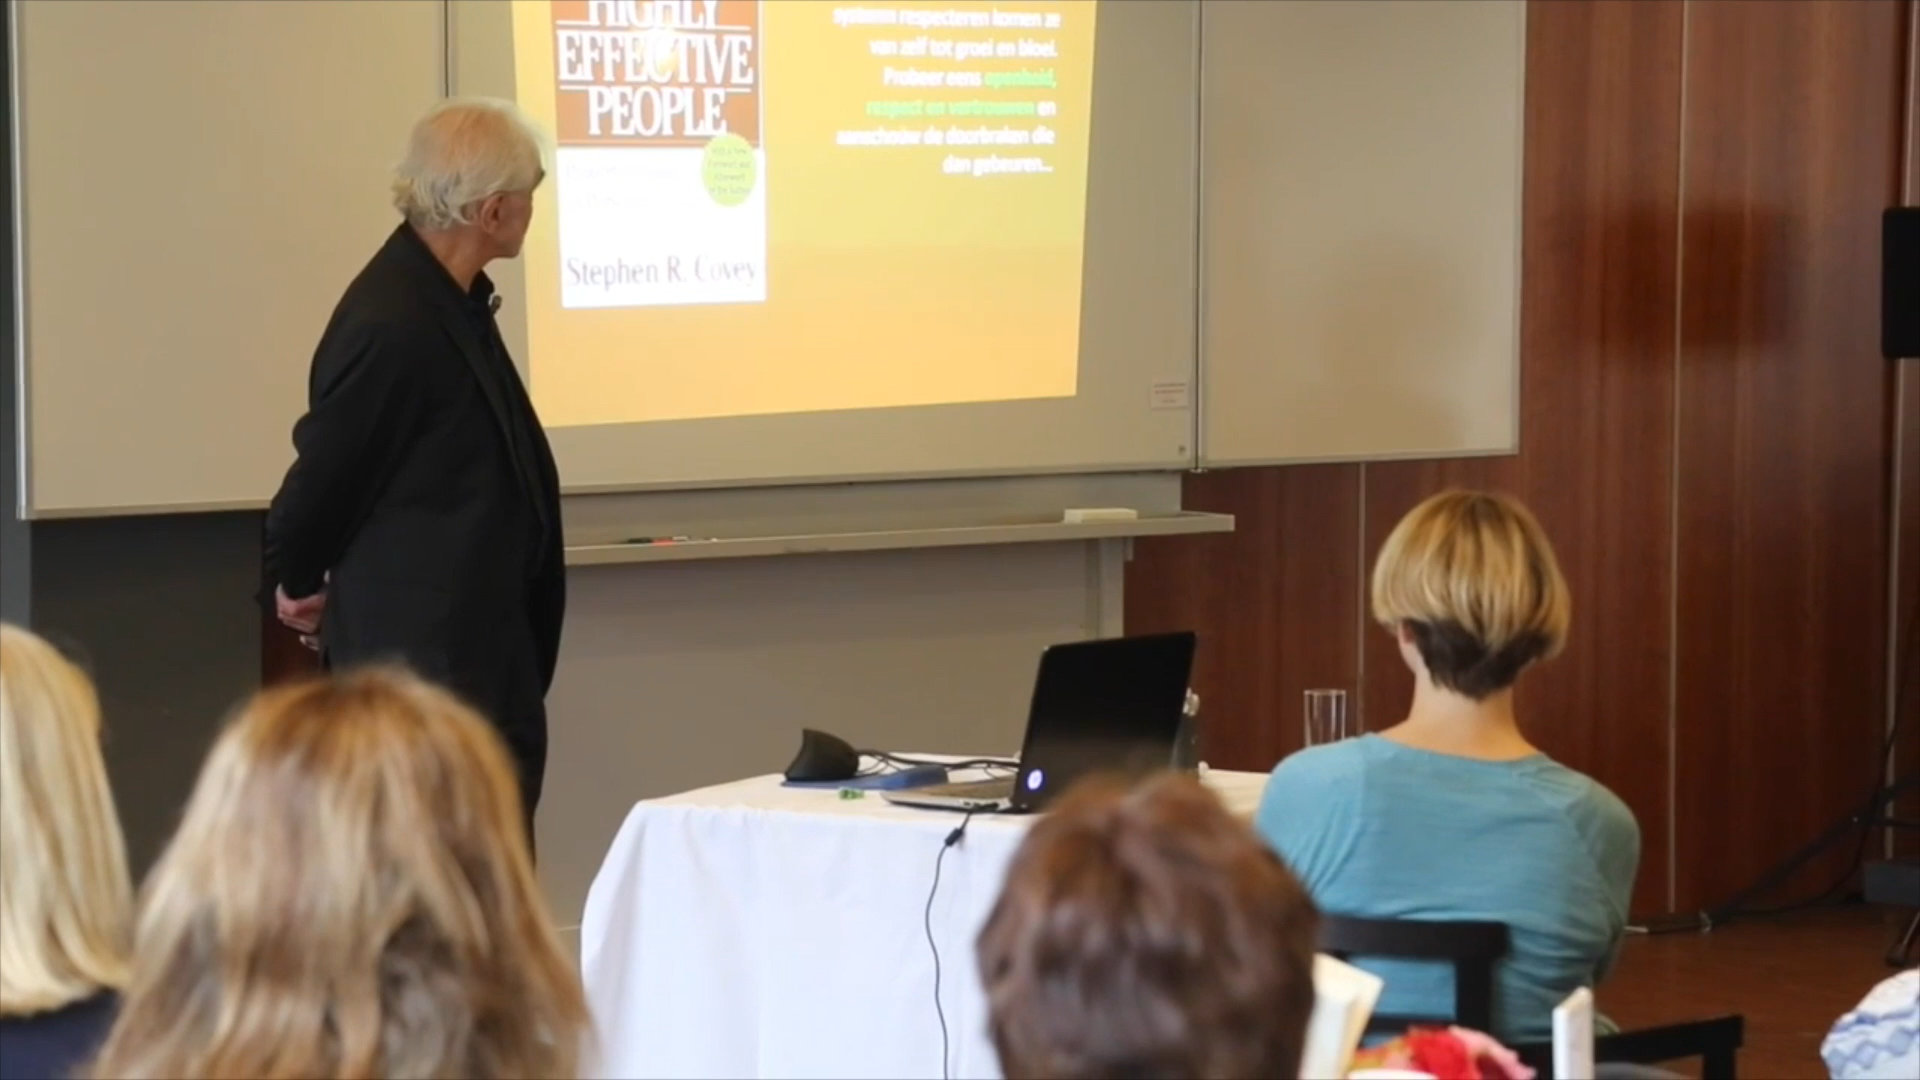 HIGHLY
EFFECTIVE
PEOPLE
Stephen R. Covey
systeem respecteren komen ze
van zelf tot groei en bloei.
Probeer eens openheid,
respect en vertrouwen en
aanschouw de doorbraken die
dan gebeuren...